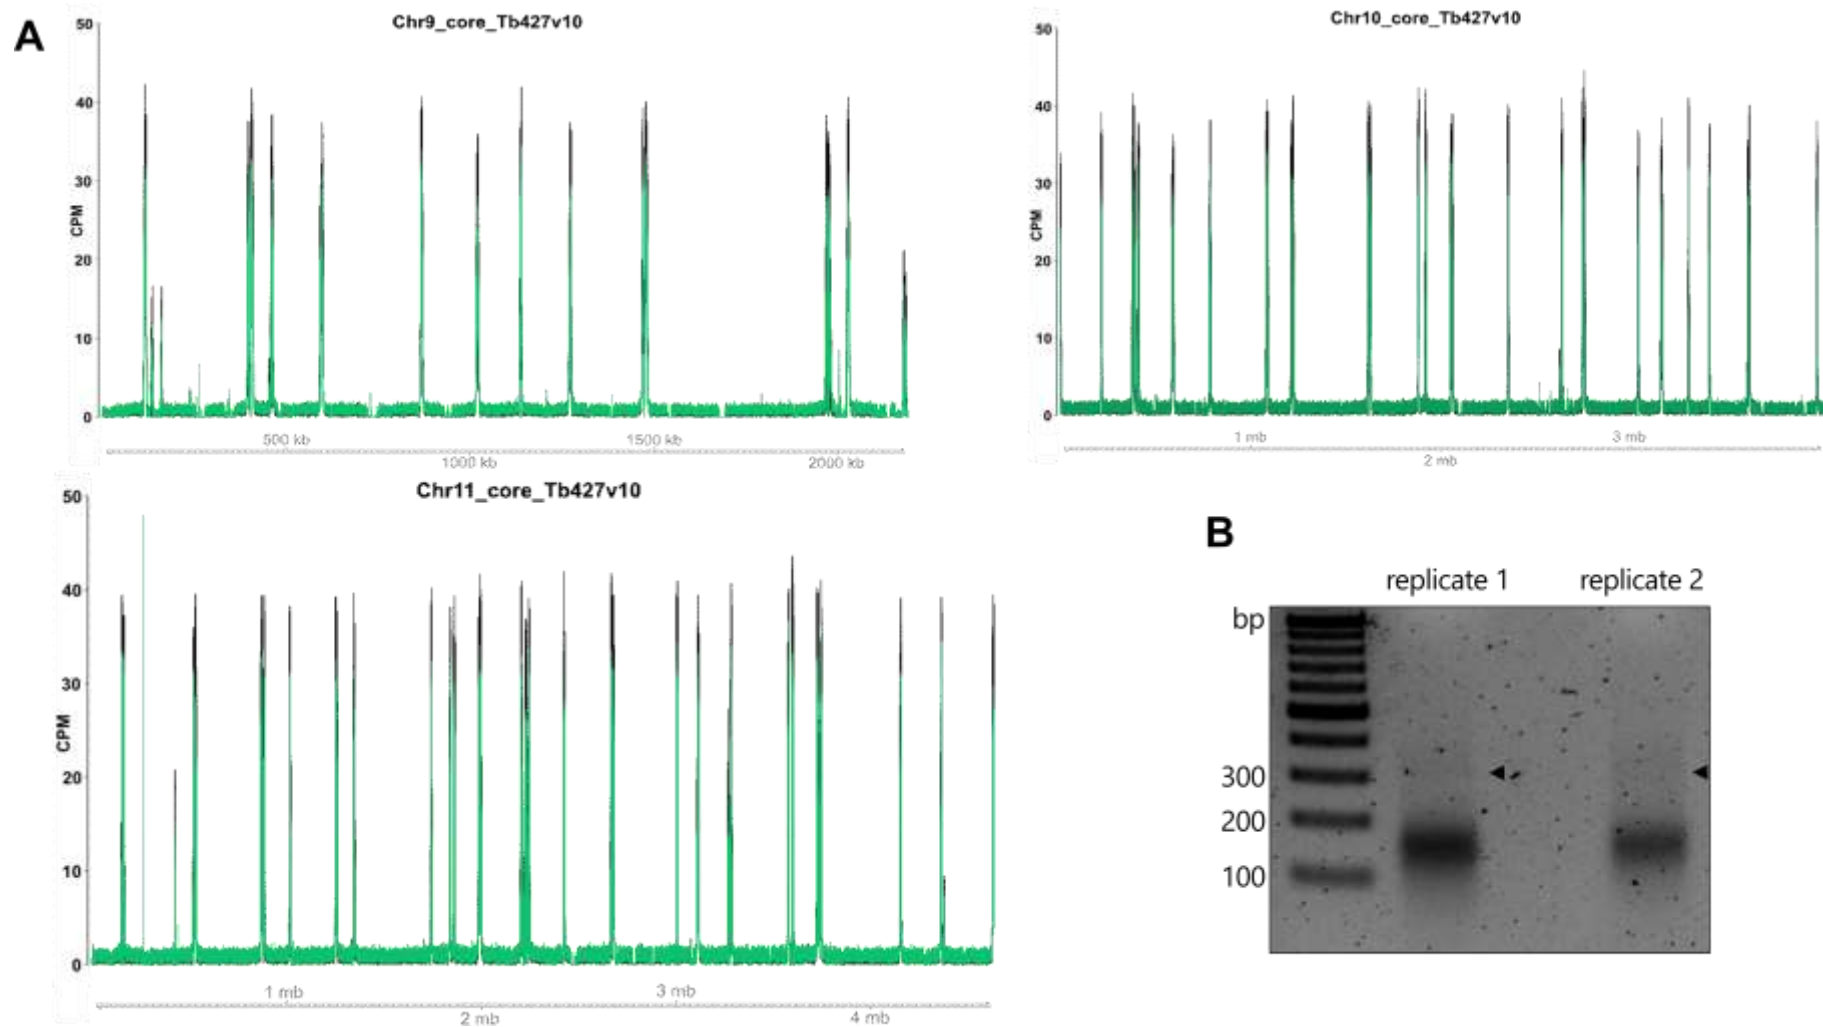 A
Chr9_core_Tb427v10
50
40
30
20
10
0
CPM
500 kb
1500 kb
1000 kb
2000 kb
Chr10_core_Tb427v10
50
40
30
20
10
0
CPM
1 mb
3 mb
2 mb
Chr11_core_Tb427v10
50
40
30
20
10
0
CPM
1 mb
3 mb
2 mb
4 mb
B
replicate 1 replicate 2
bp
300
200
100